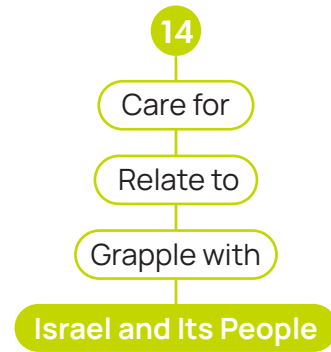 14
Care for
Relate to
Grapple with
Israel and Its People